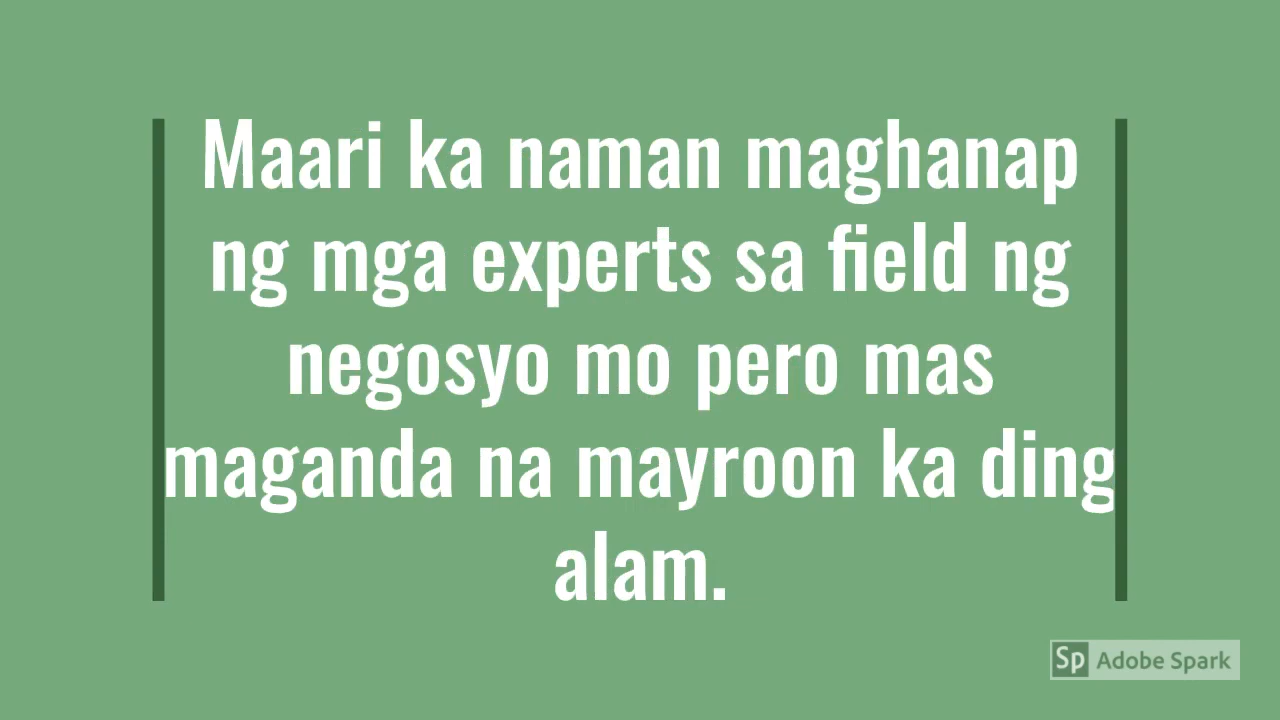 Maari ka naman maghanap
ng mga experts sa field ng
negosyo mo pero mas
maganda na mayroon ka ding
alam.
Sp Adobe Spark